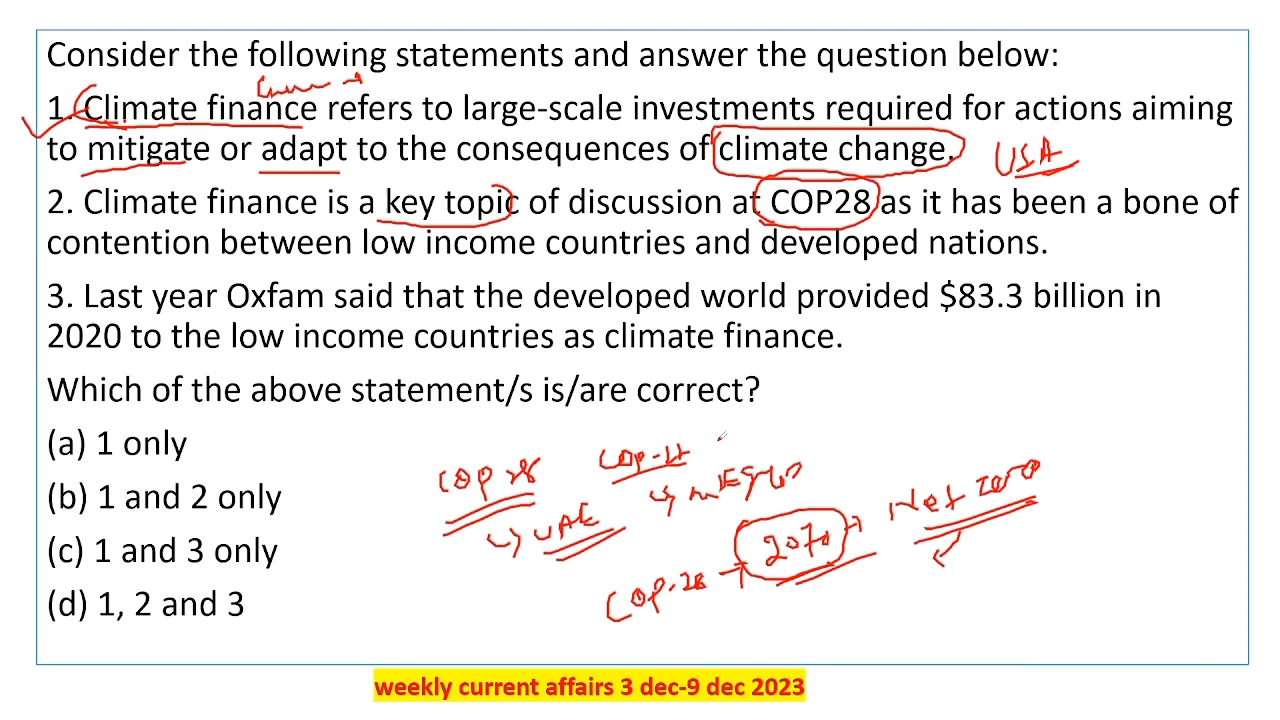 Consider the following statements and answer the question below:
1. Climate finance refers to large-scale investments required for actions aiming
to mitigate or adapt to the consequences of climate change.
USA
2. Climate finance is a key topic of discussion at COP28 as it has been a bone of
contention between low income countries and developed nations.
3. Last year Oxfam said that the developed world provided $83.3 billion in
2020 to the low income countries as climate finance.
Which of the above statement/s is/are correct?
(a) 1 only
(b) 1 and 2 only
(c) 1 and 3 only
(d) 1, 2 and 3
COP 28
UAE
2070
Net zero
COP-28
weekly current affairs 3 dec-9 dec 2023